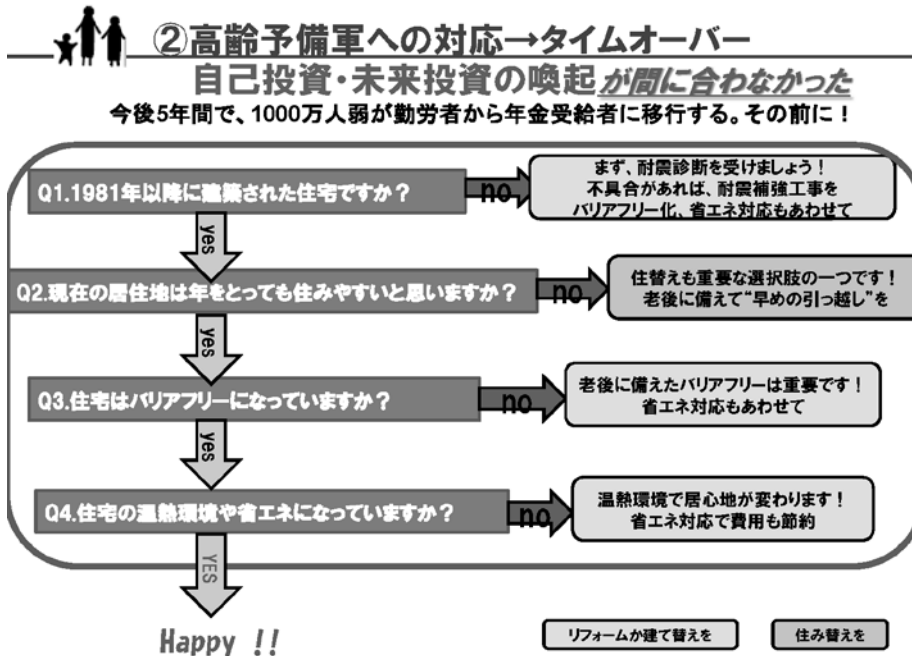 ②高齢予備軍への対応→タイムオーバー
自己投資・未来投資の喚起が間に合わなかった
今後5年間で、1000万人弱が勤労者から年金受給者に移行する。その前に！
Q1.1981年以降に建築された住宅ですか？
no
まず、耐震診断を受けましょう！
不具合があれば、耐震補強工事を
バリアフリー化、省エネ対応もあわせて
yes
Q2.現在の居住地は年をとっても住みやすいと思いますか？
no
住替えも重要な選択肢の一つです！
老後に備えて“早めの引っ越し”を
yes
Q3.住宅はバリアフリーになっていますか？
no
老後に備えたバリアフリーは重要です！
省エネ対応もあわせて
yes
Q4.住宅の温熱環境や省エネになっていますか？
no
温熱環境で居心地が変わります！
省エネ対応で費用も節約
YES
Happy !!
リフォームか建て替えを
住み替えを